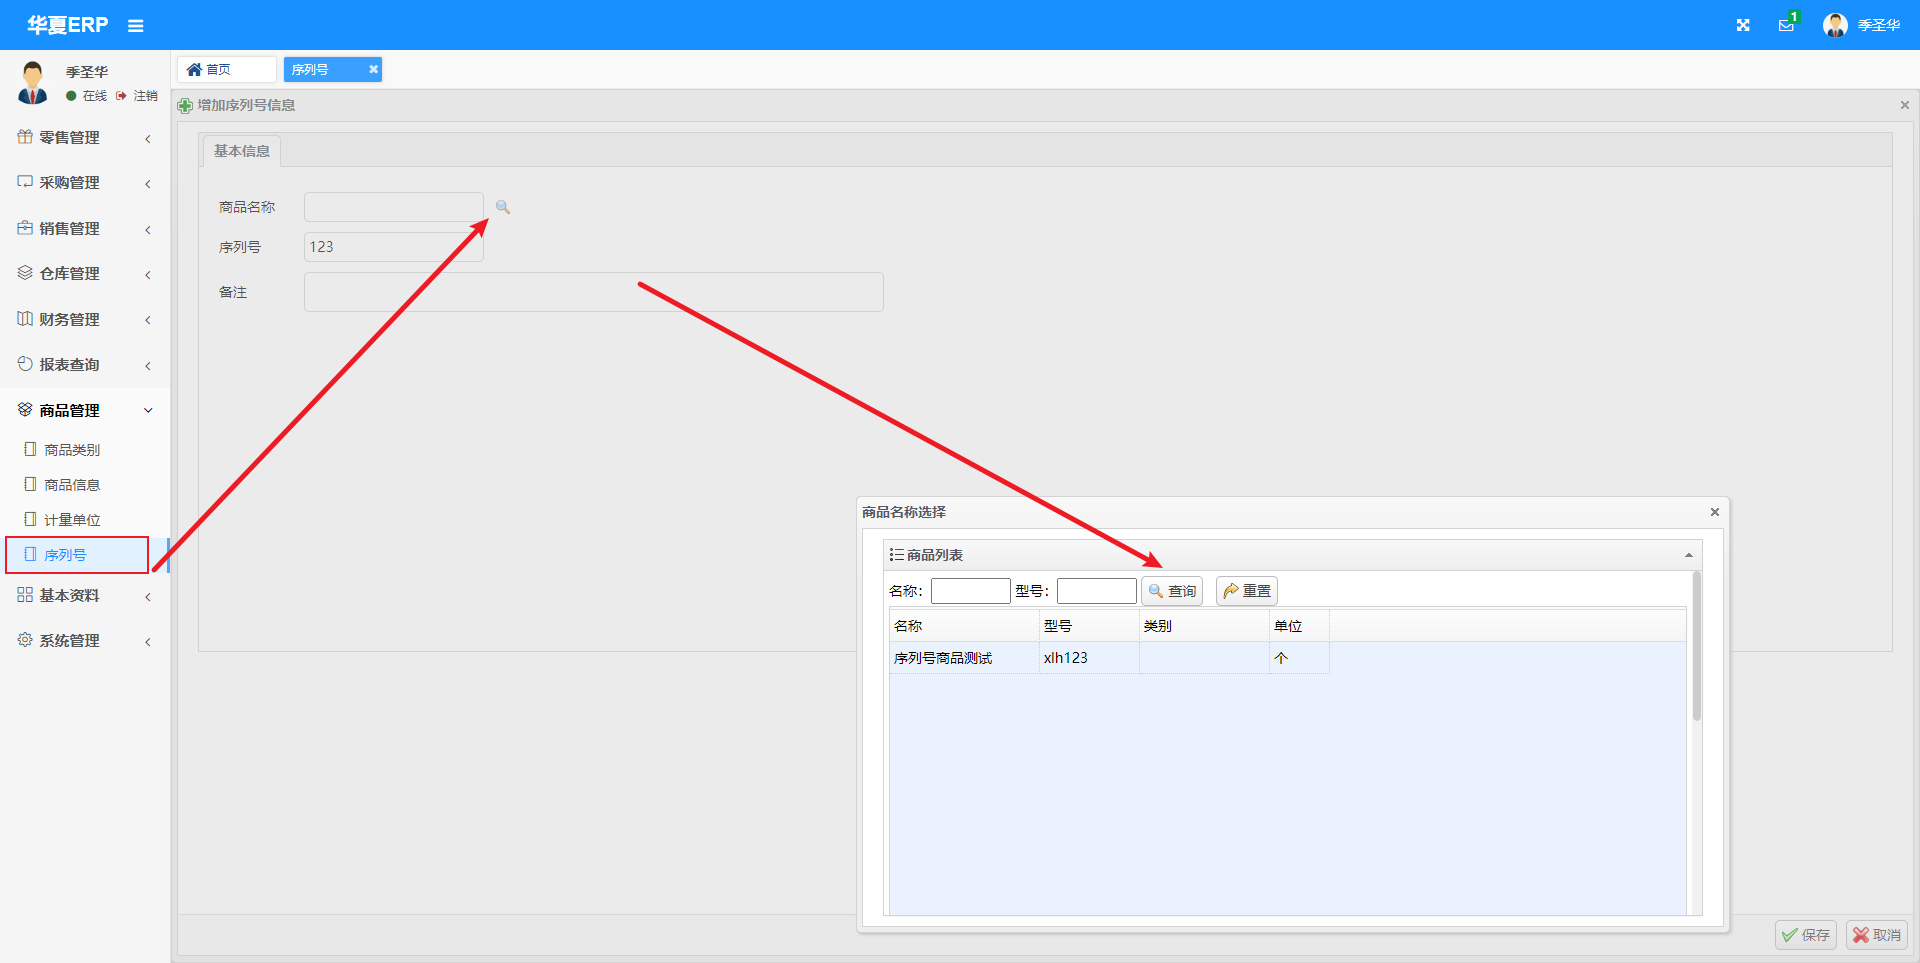 华夏ERP
1
季圣华
季圣华
在线 注销
零售管理
采购管理
销售管理
仓库管理
财务管理
报表查询
商品管理
商品类别
商品信息
计量单位
序列号
基本资料
系统管理
首页 序列号
增加序列号信息
基本信息
商品名称
序列号 123
备注
商品名称选择
商品列表
名称: 型号: 查询 重置
名称 型号 类别 单位
序列号商品测试 xlh123 个
保存 取消